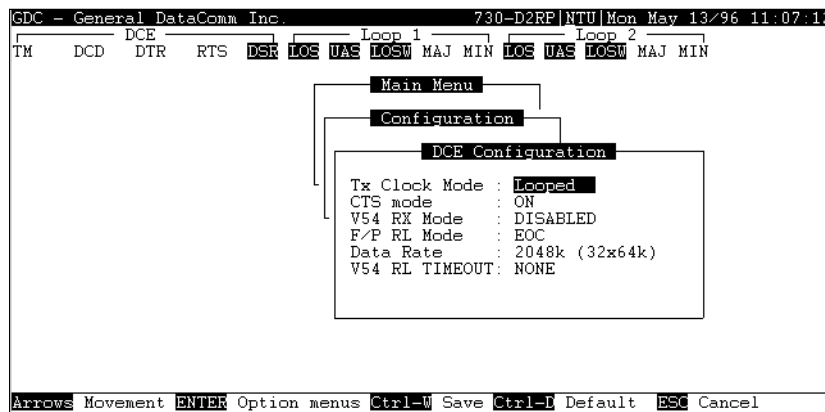 GDC - General DataComm Inc. 730-D2RP|NTU|Mon May 13/96 11:07:1
DCE Loop 1 Loop 2
TM DCD DTR RTS DSR LOS UAS LOSW MAJ MIN LOS UAS LOSW MAJ MIN
Main Menu
Configuration
DCE Configuration
Tx Clock Mode : Looped
CTS mode : ON
V54 RX Mode : DISABLED
F/P RL Mode : EOC
Data Rate : 2048k (32x64k)
V54 RL TIMEOUT: NONE
Arrows Movement ENTER Option menus Ctrl-W Save Ctrl-D Default ESC Cancel